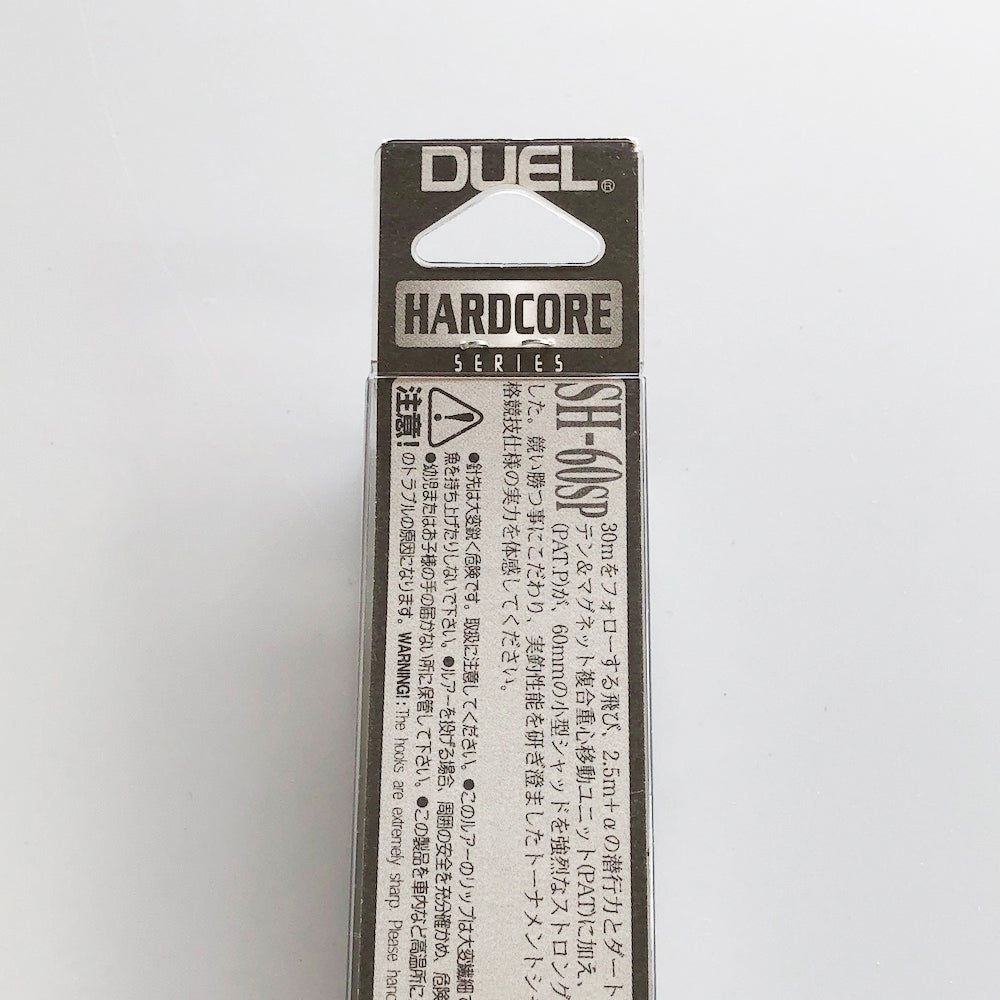 DUEL®
HARDCORE
SERIES
SH-60SP
30mをフォローする飛び、2.5m+αの潜行力とダート
テン&マグネット複合重心移動ユニット(PAT)に加え、
(PAT.P)が、60mmの小型シャッドを強烈なストロング
した。競い勝つ事にこだわり、実釣性能を研ぎ澄ましたトーナメントシ
格競技仕様の実力を体感してください。
注意!
●針先は大変鋭く危険です。取扱に注意してください。●このルアーのリップは大変繊細で
魚を持ち上げたりしないで下さい。●ルアーを投げる場合、周囲の安全を充分確かめ、危険
●幼児またはお子様の手の届かない所に保管して下さい。●この製品を車内など高温所に
のトラブルの原因になります。WARNING!:The hooks are extremely sharp. Please hand